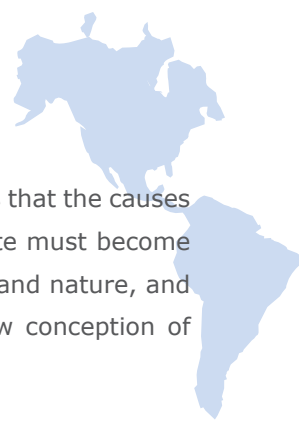 that the causes
must become
and nature, and
conception of